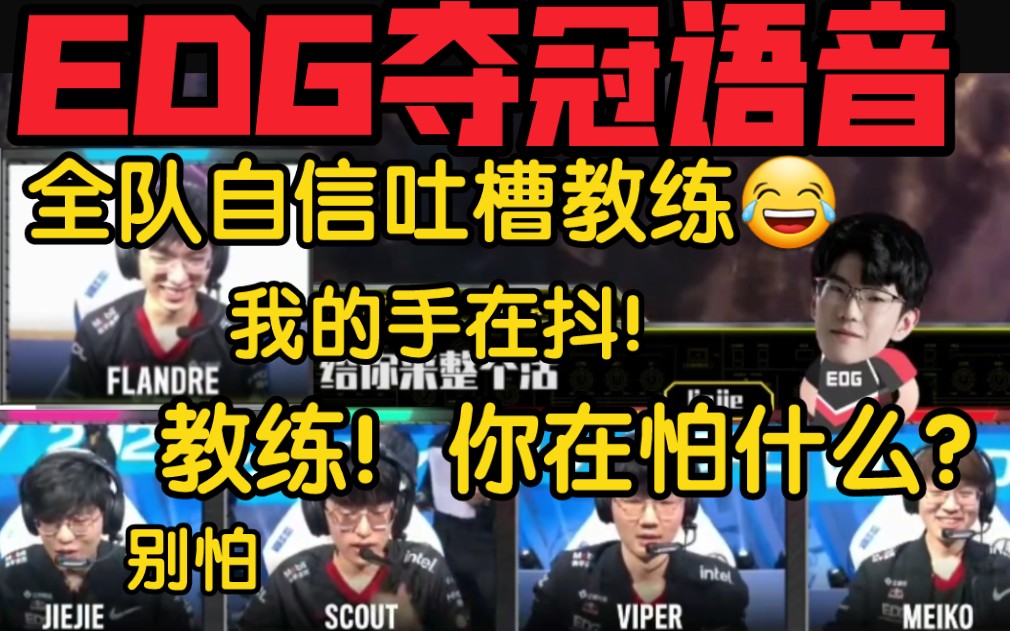 EDG夺冠语音
全队自信吐槽教练😂
我的手在抖!
FLANDRE
给你来整个活
EDG
Jiejie
教练! 你在怕什么?
别怕
intel
intel
JIEJIE
SCOUT
VIPER
MEIKO